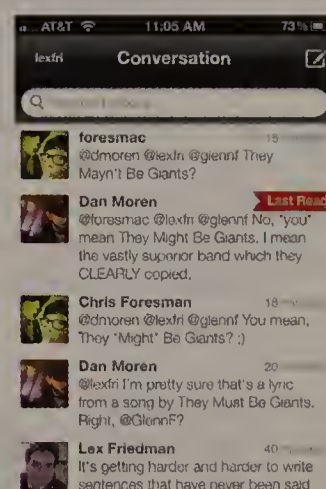 AT&T 11:05 AM 73%
lexfri Conversation
foresmac 18
@dmoren @lexfri @glennf They
Mayn't Be Giants?
Dan Moren Last Read
@foresmac @lexfri @glennf No, "you"
mean They Might Be Giants. I mean
the vastly superior band which they
CLEARLY copied.
Chris Foresman 18
@dmoren @lexfri @glennf You mean,
They "Might" Be Giants? ;)
Dan Moren 20
@lexfri I'm pretty sure that's a lyric
from a song by They Must Be Giants.
Right, @GlennF?
Lex Friedman 40
It's getting harder and harder to write
sentences that have never been said